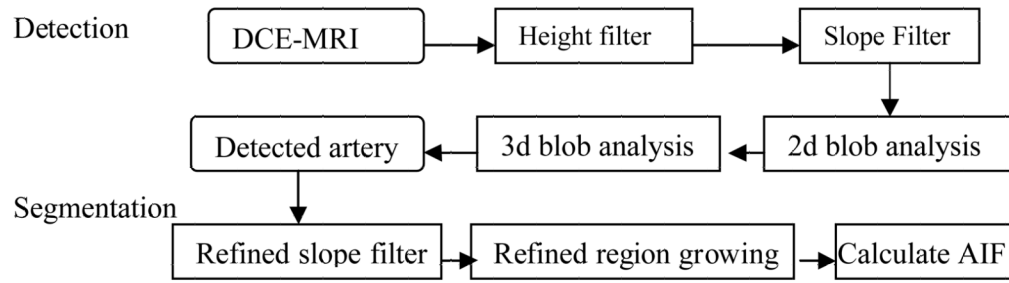 Detection
DCE-MRI
Height filter
Slope Filter
Detected artery
3d blob analysis
2d blob analysis
Segmentation
Refined slope filter
Refined region growing
Calculate AIF